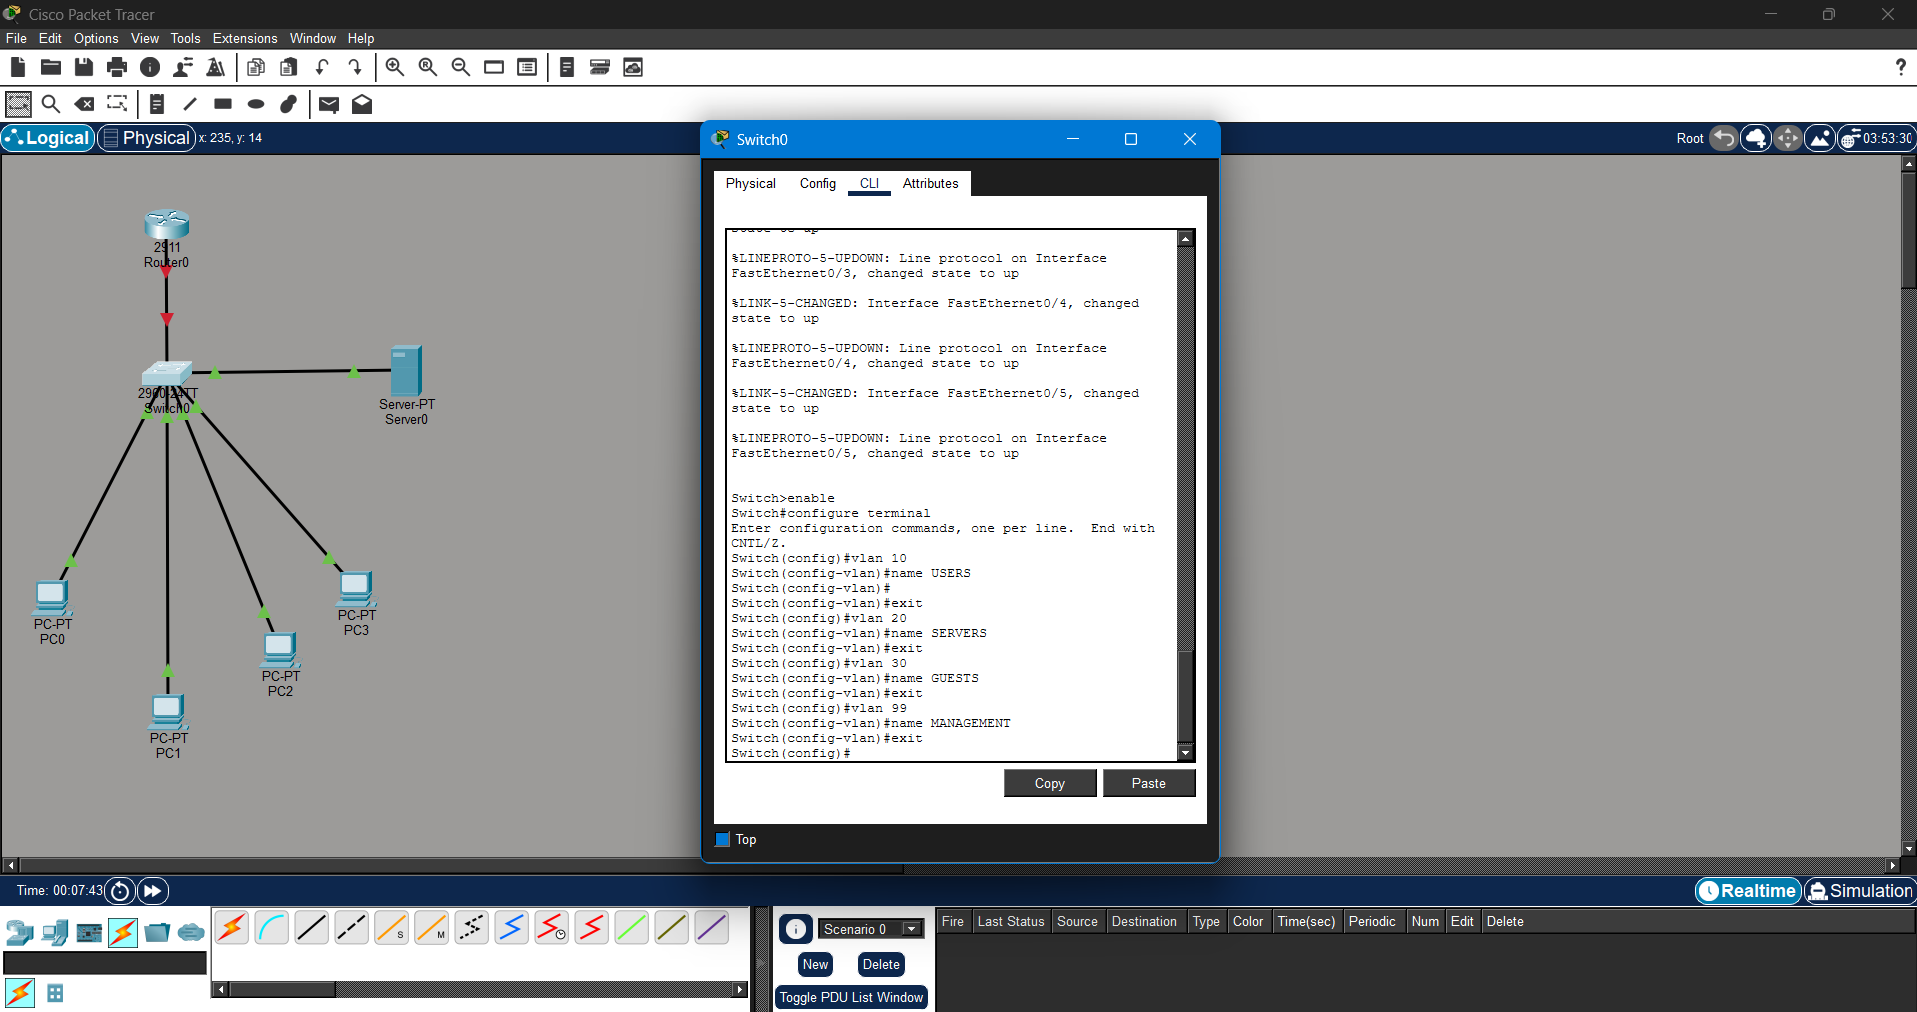 Cisco Packet Tracer
File Edit Options View Tools Extensions Window Help
?
Logical Physical x: 235, y: 14
Root 03:53:30
2911
Router0
2960-24TT
Switch0
Server-PT
Server0
PC-PT
PC0
PC-PT
PC1
PC-PT
PC2
PC-PT
PC3
Switch0
Physical Config CLI Attributes
state to up
%LINEPROTO-5-UPDOWN: Line protocol on Interface
FastEthernet0/3, changed state to up
%LINK-5-CHANGED: Interface FastEthernet0/4, changed
state to up
%LINEPROTO-5-UPDOWN: Line protocol on Interface
FastEthernet0/4, changed state to up
%LINK-5-CHANGED: Interface FastEthernet0/5, changed
state to up
%LINEPROTO-5-UPDOWN: Line protocol on Interface
FastEthernet0/5, changed state to up
Switch>enable
Switch#configure terminal
Enter configuration commands, one per line.  End with
CNTL/Z.
Switch(config)#vlan 10
Switch(config-vlan)#name USERS
Switch(config-vlan)#
Switch(config-vlan)#exit
Switch(config)#vlan 20
Switch(config-vlan)#name SERVERS
Switch(config-vlan)#exit
Switch(config)#vlan 30
Switch(config-vlan)#name GUESTS
Switch(config-vlan)#exit
Switch(config)#vlan 99
Switch(config-vlan)#name MANAGEMENT
Switch(config-vlan)#exit
Switch(config)#
Copy Paste
Top
Time: 00:07:43
Realtime Simulation
S M
Scenario 0
New Delete
Toggle PDU List Window
Fire Last Status Source Destination Type Color Time(sec) Periodic Num Edit Delete